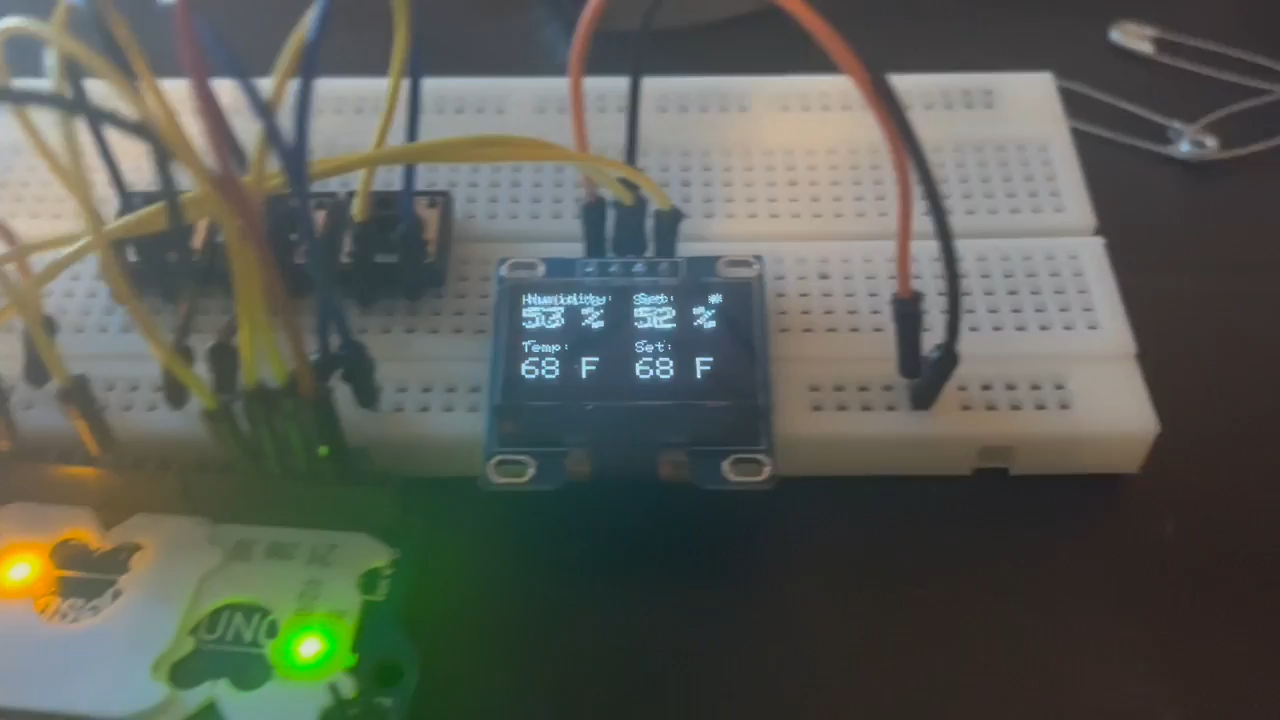 Humidity: Set: *
53 % 52 %
Temp: Set:
68 F 68 F
UNO